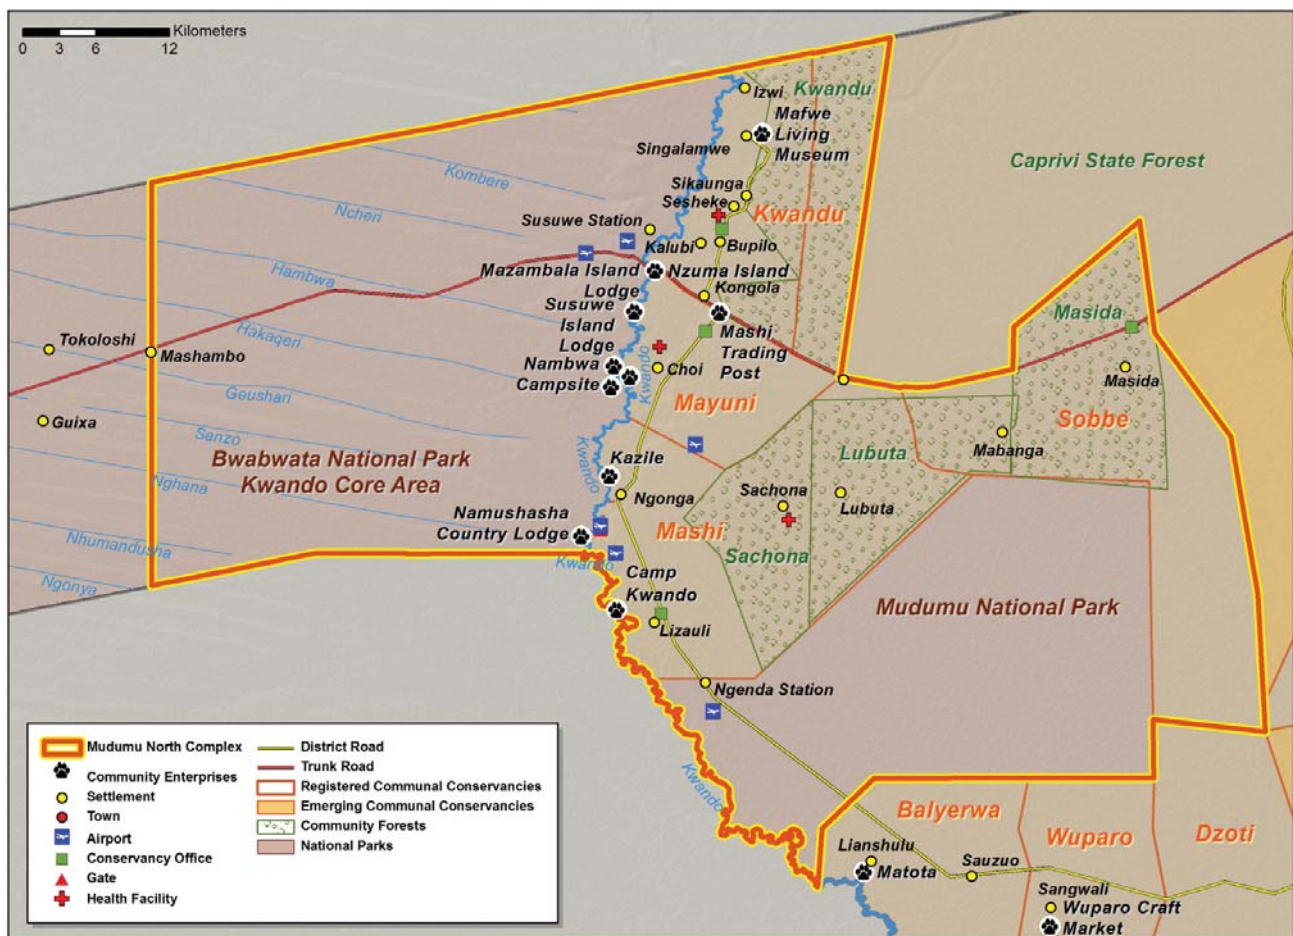 Kilometers
0 3 6 12
Izwi
Kwandu
Mafwe
Living
Museum
Singalamwe
Caprivi State Forest
Kombere
Sikaunga
Ncheri
Sesheke
Kwandu
Susuwe Station
Kalubi
Bupilo
Hambwa
Mazambala Island
Lodge
Nzuma Island
Kongola
Susuwe
Island
Lodge
Masida
Hakaqeri
Mashi
Trading
Post
Tokoloshi
Mashambo
Kwando
Nambwa
Campsite
Choi
Masida
Geushari
Mayuni
Sobbe
Guixa
Sanzo
Mabanga
Lubuta
Bwabwata National Park
Kwando Core Area
Kwando
Kazile
Nghana
Ngonga
Sachona
Lubuta
Namushasha
Country Lodge
Mashi
Nhumandusha
Sachona
Kwando
Ngonya
Camp
Kwando
Mudumu National Park
Lizauli
Ngenda Station
Kwando
Balyerwa
Wuparo
Dzoti
Lianshulu
Matota
Sauzuo
Sangwali
Wuparo Craft
Market
Mudumu North Complex
Community Enterprises
Settlement
Town
Airport
Conservancy Office
Gate
Health Facility
District Road
Trunk Road
Registered Communal Conservancies
Emerging Communal Conservancies
Community Forests
National Parks